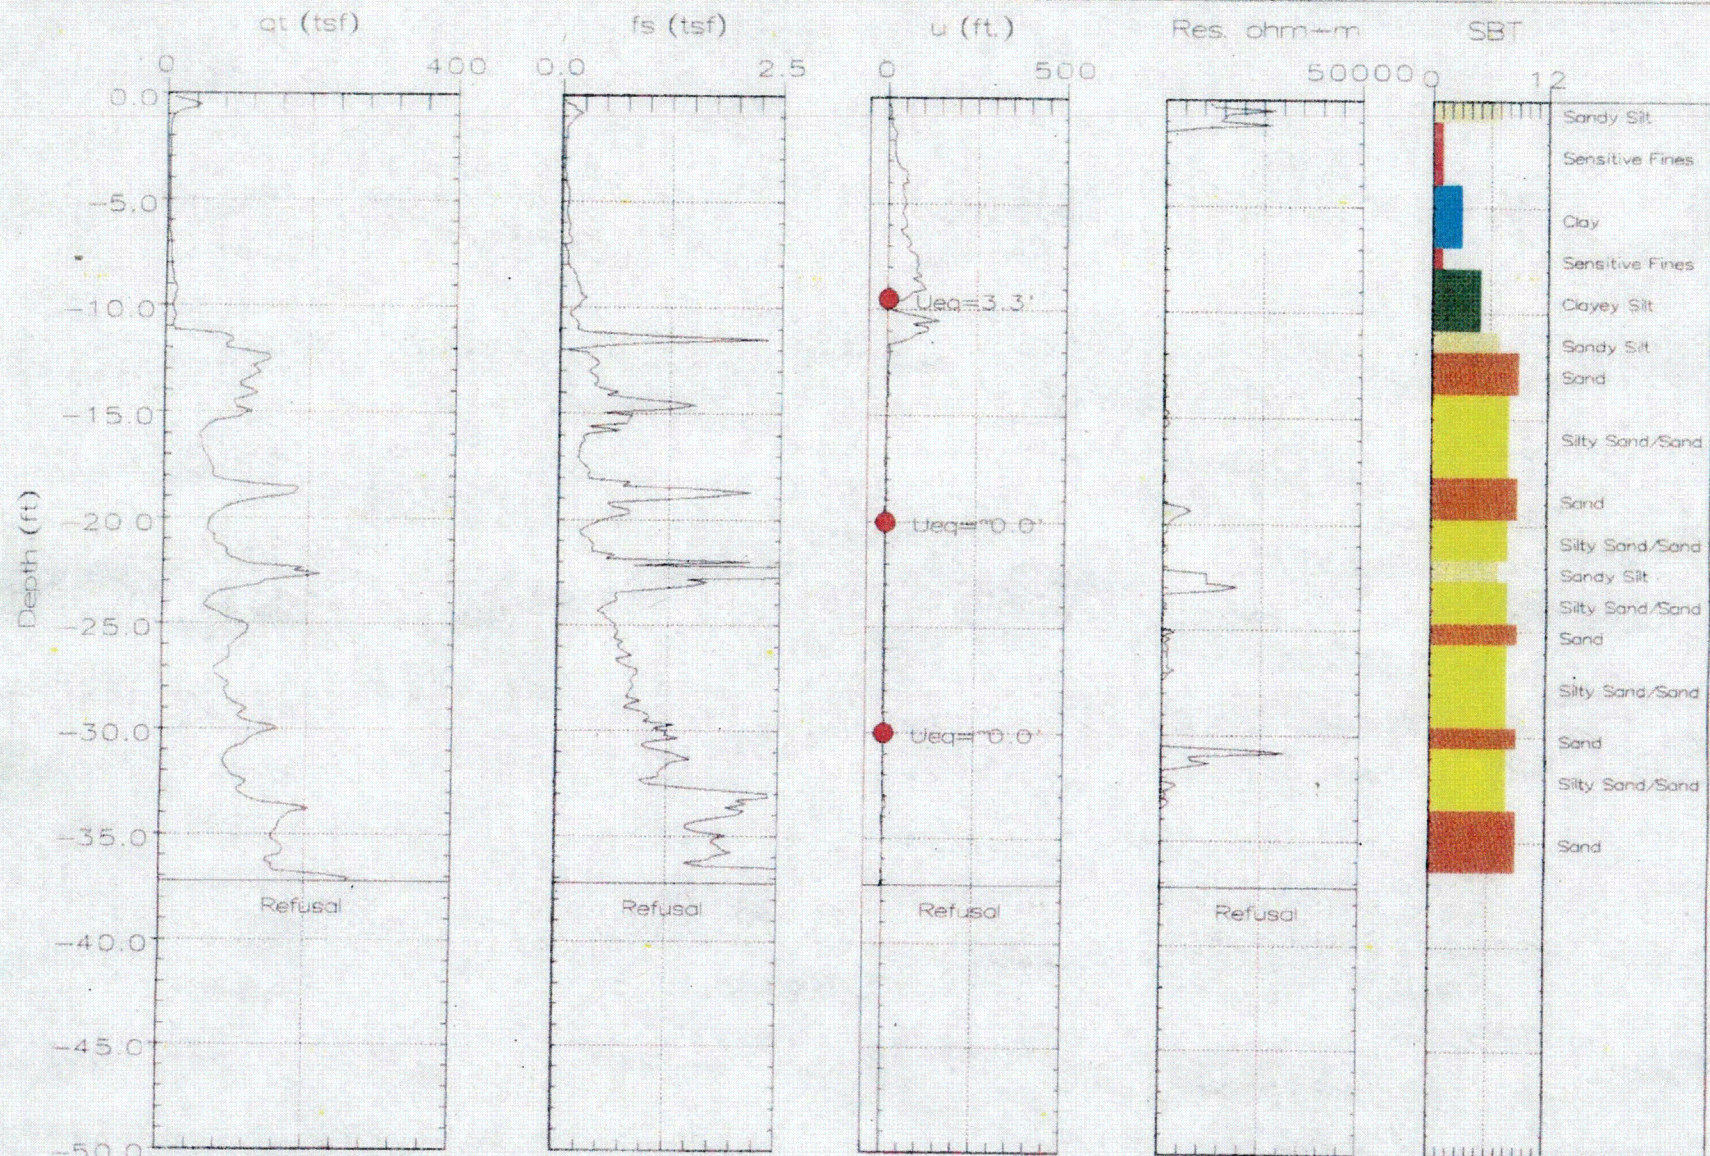 qt (tsf) fs (tsf) u (ft.) Res. ohm-m SBT
0 400 0.0 2.5 0 500 50000 0 12
0.0
Sandy Silt
Sensitive Fines
-5.0
Clay
Sensitive Fines
-10.0 Ueq=3.3' Clayey Silt
Sandy Silt
Sand
-15.0
Silty Sand/Sand
Sand
Depth (ft)
-20.0 Ueq=~0.0'
Silty Sand/Sand
Sandy Silt
Silty Sand/Sand
-25.0
Sand
Silty Sand/Sand
-30.0 Ueq=~0.0' Sand
Silty Sand/Sand
-35.0
Sand
Refusal Refusal Refusal Refusal
-40.0
-45.0
-50.0